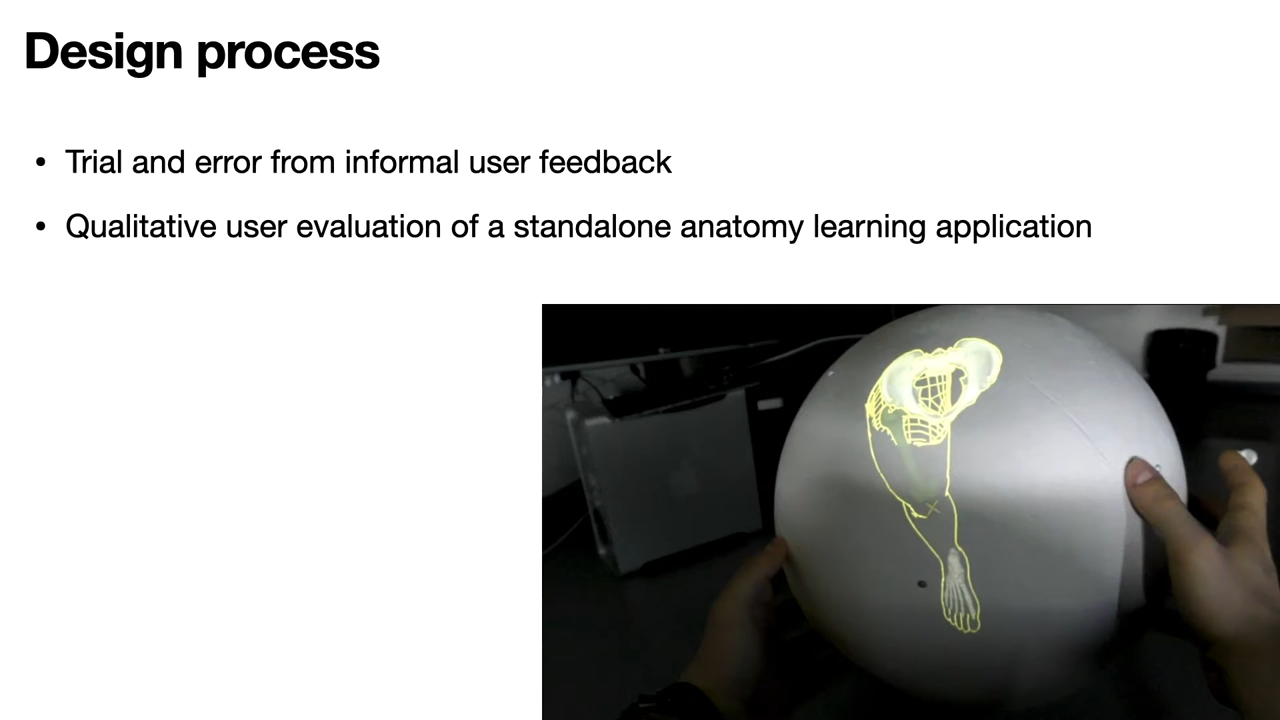 Design process
• Trial and error from informal user feedback
• Qualitative user evaluation of a standalone anatomy learning application